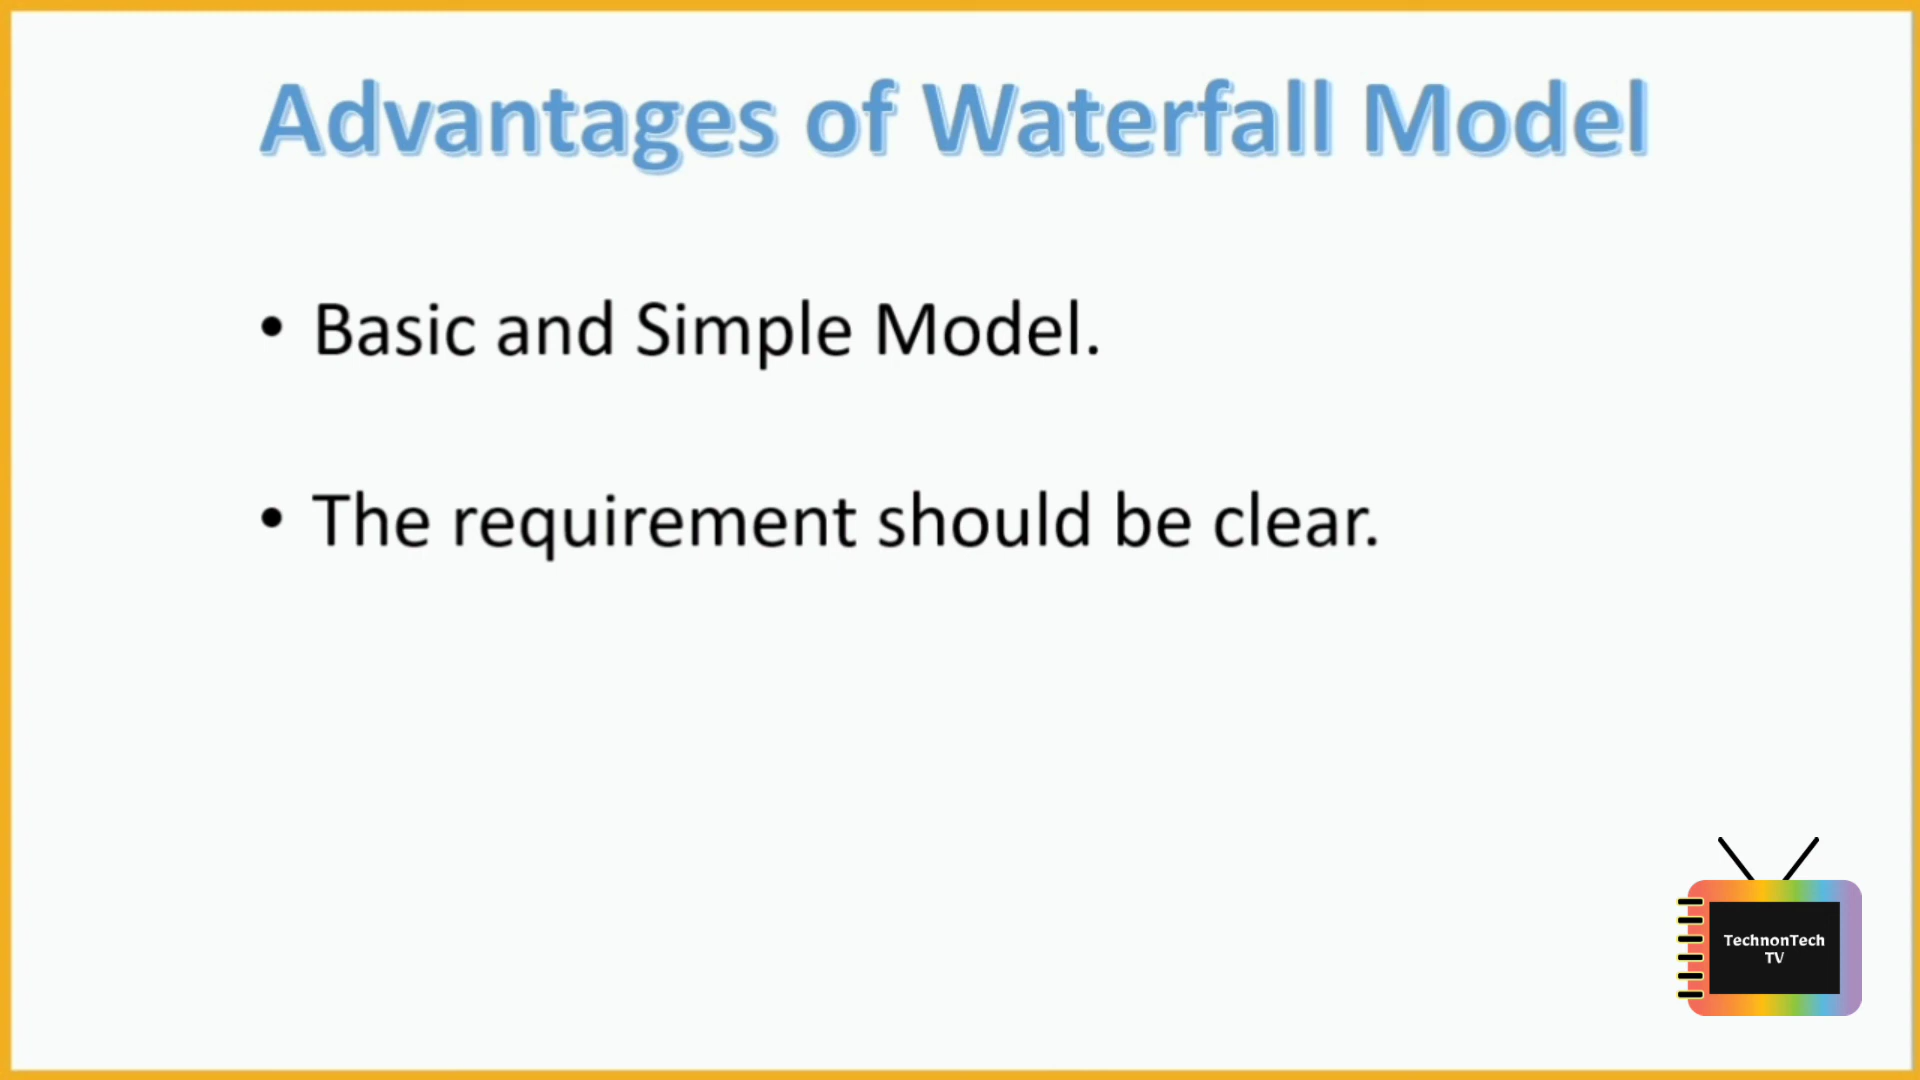 Advantages of Waterfall Model
• Basic and Simple Model.
• The requirement should be clear.
TechnonTech
TV